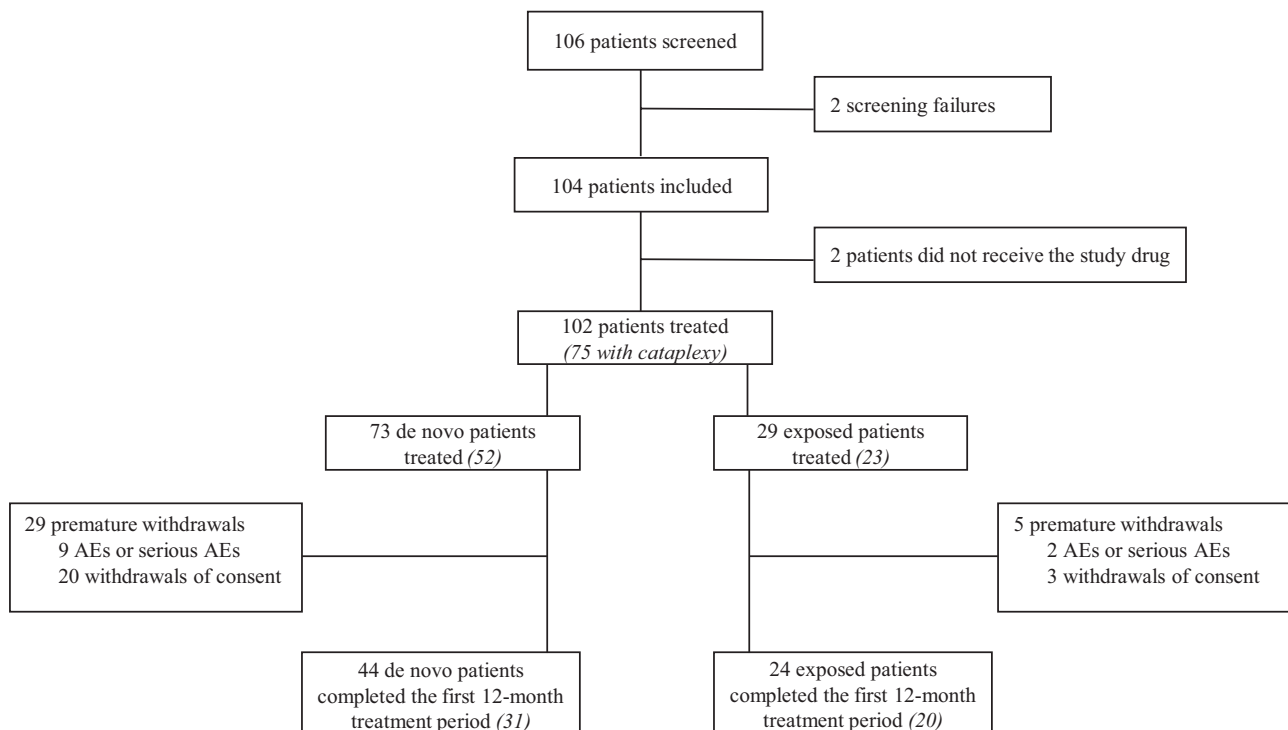 106 patients screened
2 screening failures
104 patients included
2 patients did not receive the study drug
102 patients treated
(75 with cataplexy)
73 de novo patients
treated (52)
29 exposed patients
treated (23)
29 premature withdrawals
9 AEs or serious AEs
20 withdrawals of consent
5 premature withdrawals
2 AEs or serious AEs
3 withdrawals of consent
44 de novo patients
completed the first 12-month
treatment period (31)
24 exposed patients
completed the first 12-month
treatment period (20)